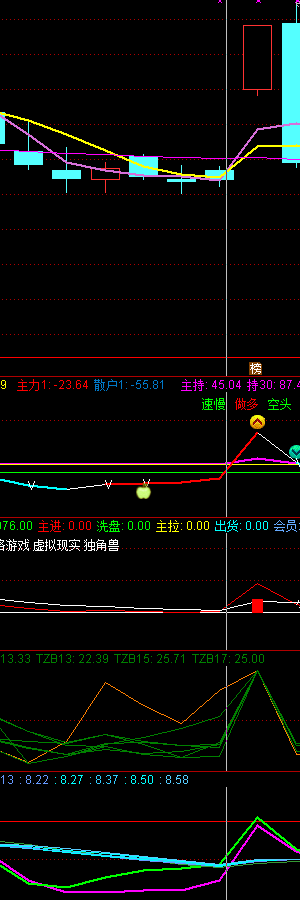 榜
9 主力1: -23.64 散户1: -55.81 主持: 45.04 持30: 87.4
速慢 做多 空头
076.00 主进: 0.00 洗盘: 0.00 主拉: 0.00 出货: 0.00 会员:
游戏 虚拟现实 独角兽
13.33 TZB13: 22.39 TZB15: 25.71 TZB17: 25.00
13 : 8.22 : 8.27 : 8.37 : 8.50 : 8.58